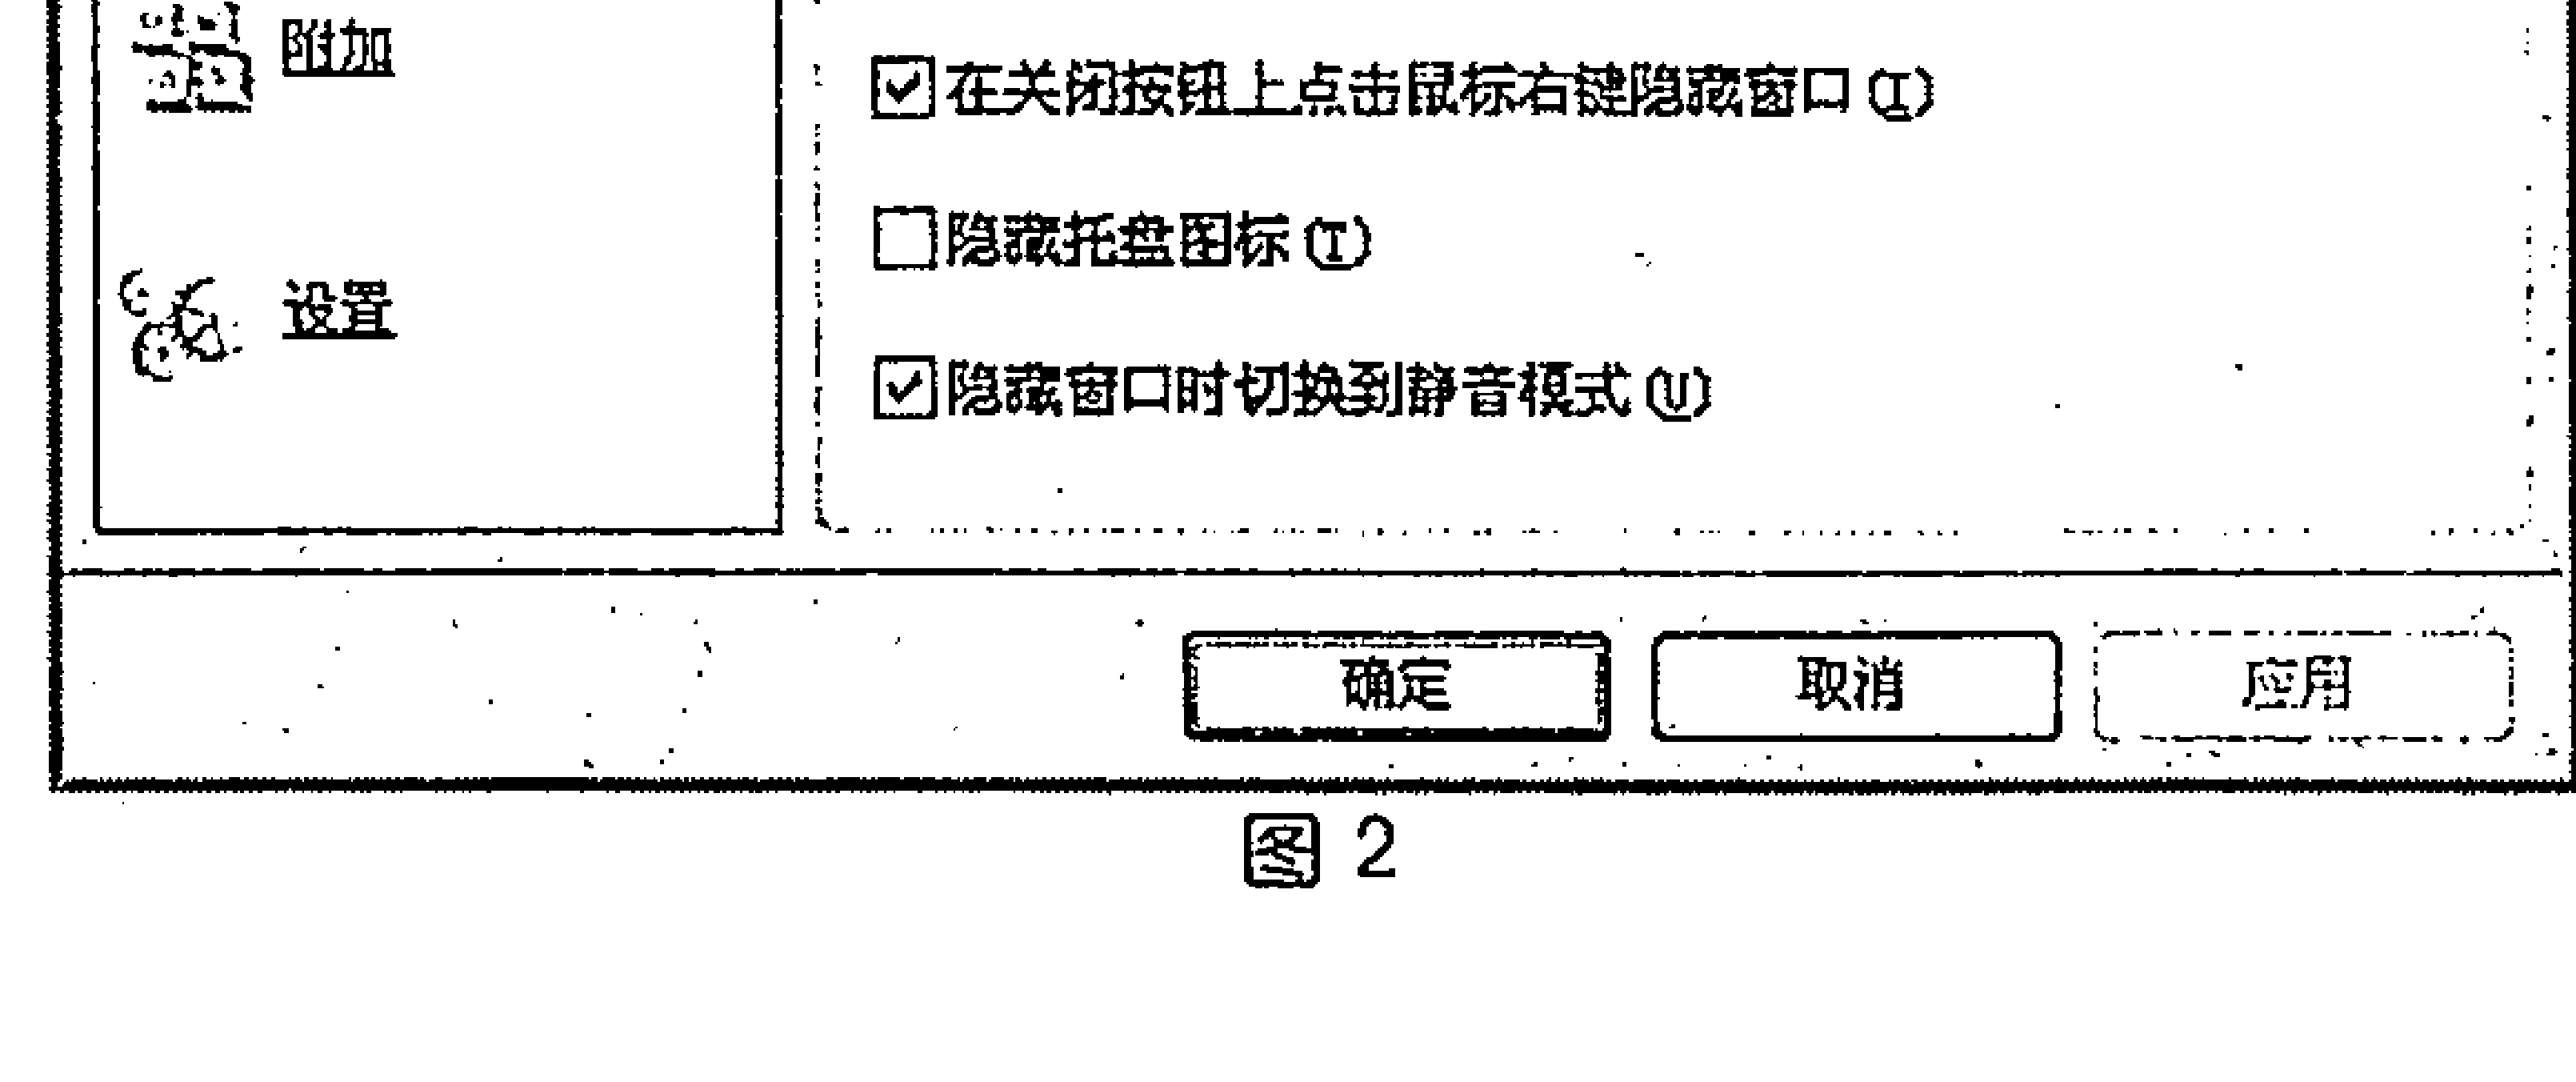 附加
在关闭按钮上点击鼠标右键隐藏窗口(I)
隐藏托盘图标(T)
设置
隐藏窗口时切换到静音模式(U)
确定 取消 应用
图 2